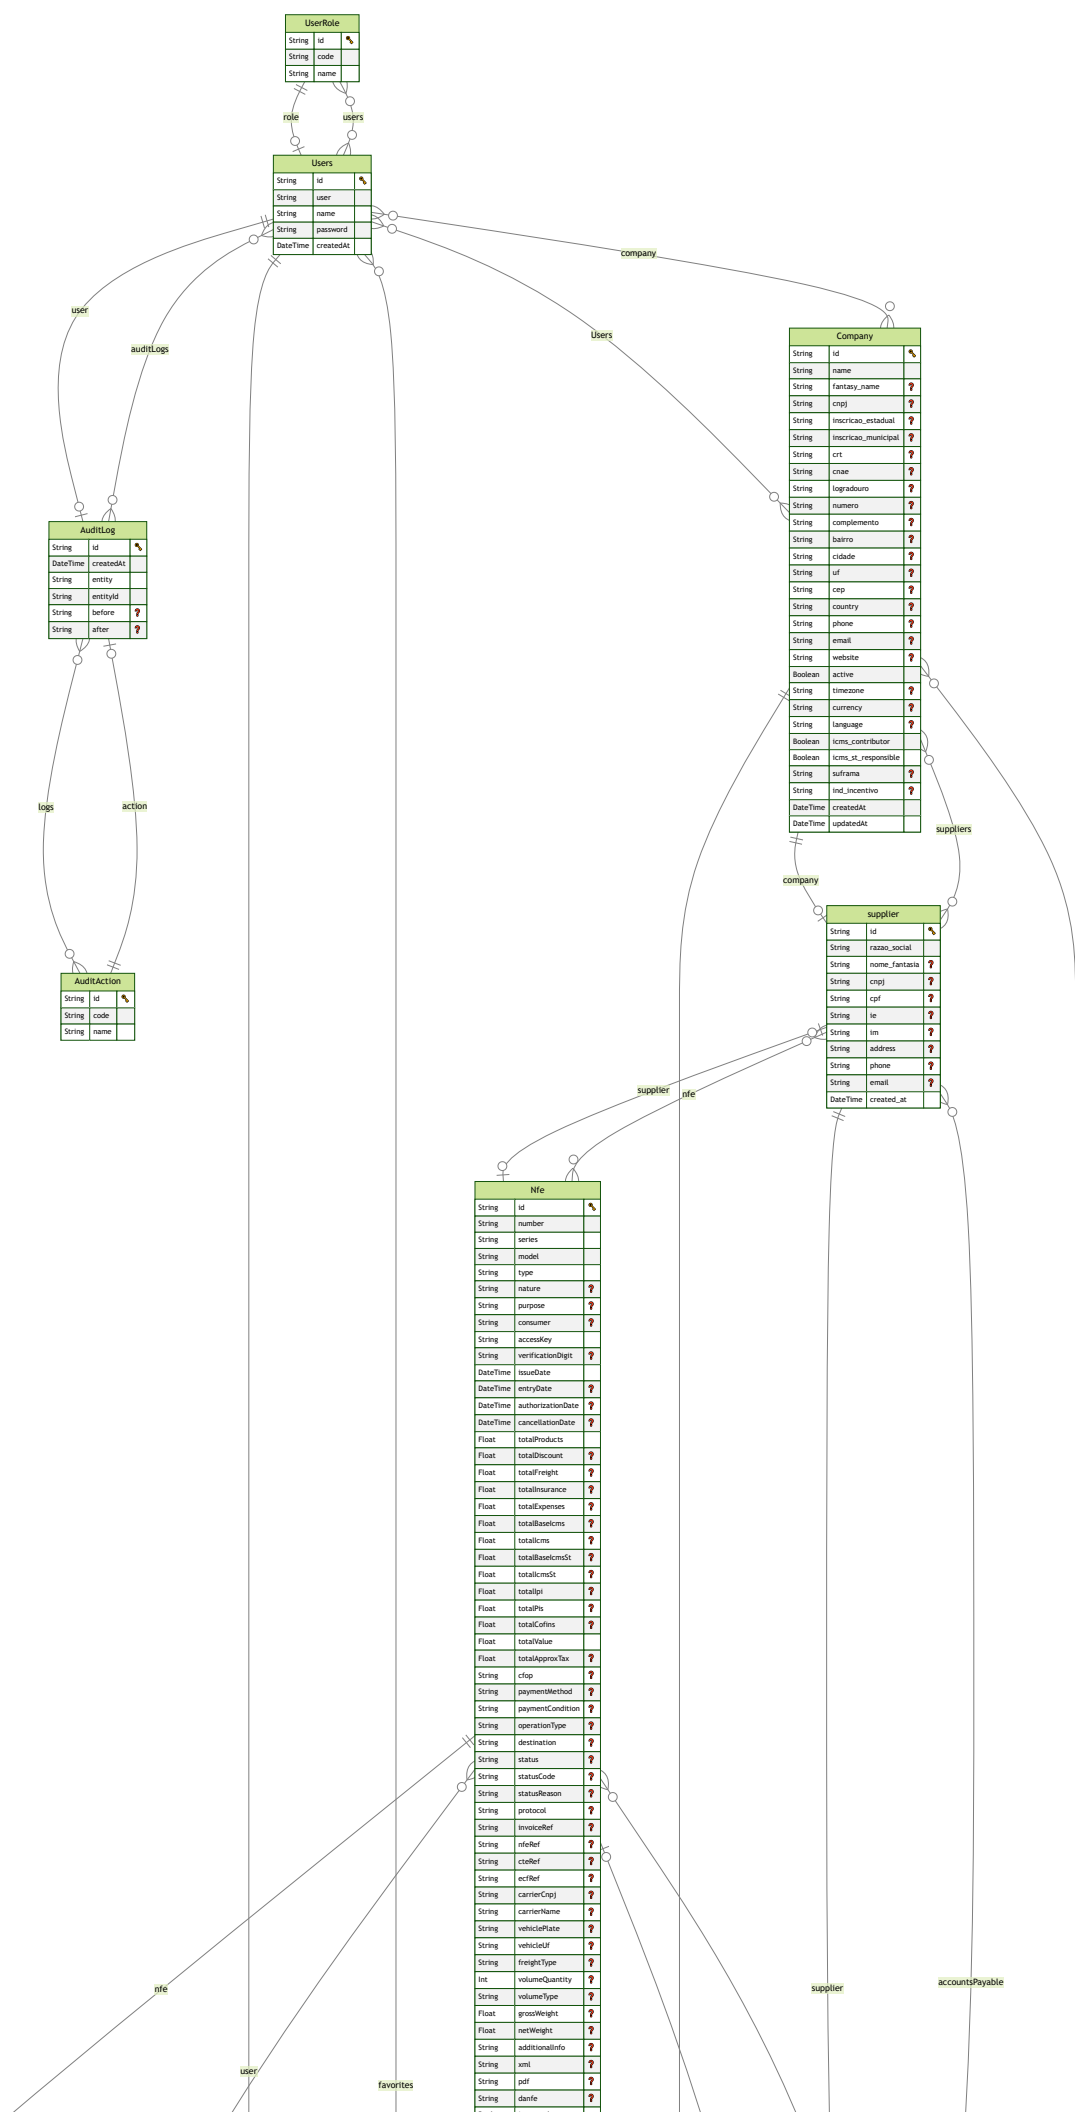 UserRole
String id
String code
String name
role
users
Users
String id
String user
String name
String password
DateTime createdAt
company
user
Users
auditLogs
Company
String id
String name
String fantasy_name
String cnpj
String inscricao_estadual
String inscricao_municipal
String crt
String cnae
String logradouro
String numero
String complemento
String bairro
String cidade
String uf
String cep
String country
String phone
String email
String website
Boolean active
String timezone
String currency
String language
Boolean icms_contributor
Boolean icms_st_responsible
String suframa
String ind_incentivo
DateTime createdAt
DateTime updatedAt
AuditLog
String id
DateTime createdAt
String entity
String entityId
String before
String after
logs
action
AuditAction
String id
String code
String name
suppliers
company
supplier
String id
String razao_social
String nome_fantasia
String cnpj
String cpf
String ie
String im
String address
String phone
String email
DateTime created_at
supplier
nfe
Nfe
String id
String number
String series
String model
String type
String nature
String purpose
String consumer
String accessKey
String verificationDigit
DateTime issueDate
DateTime entryDate
DateTime authorizationDate
DateTime cancellationDate
Float totalProducts
Float totalDiscount
Float totalFreight
Float totalInsurance
Float totalExpenses
Float totalBaseIcms
Float totalIcms
Float totalBaseIcmsSt
Float totalIcmsSt
Float totalIpi
Float totalPis
Float totalCofins
Float totalValue
Float totalApproxTax
String cfop
String paymentMethod
String paymentCondition
String operationType
String destination
String status
String statusCode
String statusReason
String protocol
String invoiceRef
String nfeRef
String cteRef
String ecfRef
String carrierCnpj
String carrierName
String vehiclePlate
String vehicleUf
String freightType
Int volumeQuantity
String volumeType
Float grossWeight
Float netWeight
String additionalInfo
String xml
String pdf
String danfe
nfe
supplier
accountsPayable
user
favorites